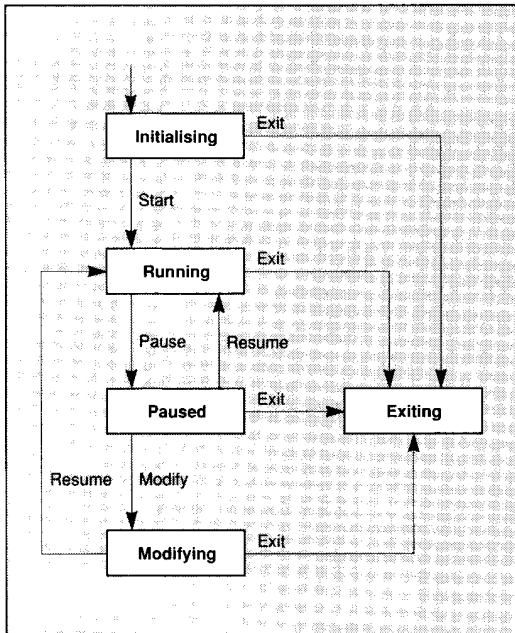 Initialising
Exit
Start
Running
Exit
Pause
Resume
Paused
Exit
Exiting
Resume
Modify
Modifying
Exit